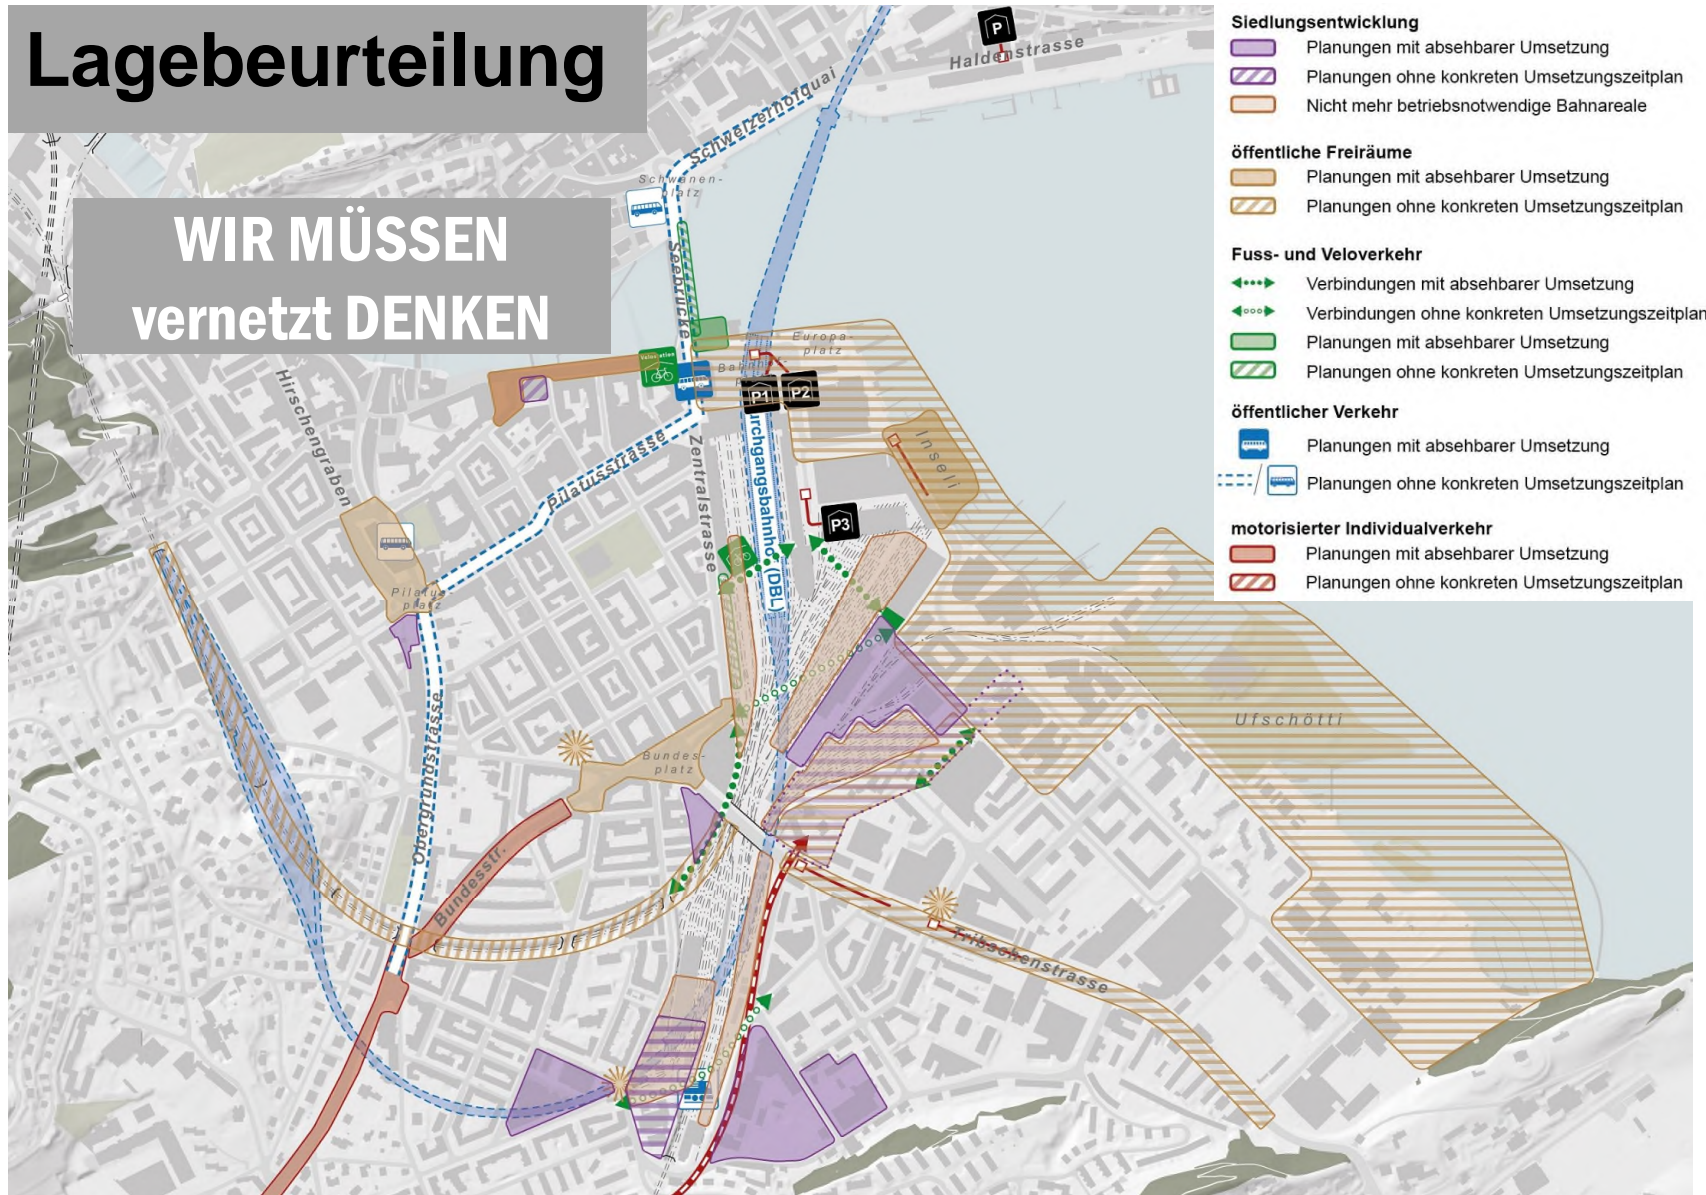 Lagebeurteilung
WIR MÜSSEN
vernetzt DENKEN
P
Haldenstrasse
Schweizerhofquai
Schwanen-
platz
Seebrücke
Europa-
platz
Velostation
P1
P2
Hirschengraben
Pilatusstrasse
Zentralstrasse
urchgangsbahnhof (DBL)
Inseli
P3
Pilatus-
platz
Obergrundstrasse
Bundes-
platz
Bundesstr.
Tribschenstrasse
Ufschötti
Siedlungsentwicklung
Planungen mit absehbarer Umsetzung
Planungen ohne konkreten Umsetzungszeitplan
Nicht mehr betriebsnotwendige Bahnareale
öffentliche Freiräume
Planungen mit absehbarer Umsetzung
Planungen ohne konkreten Umsetzungszeitplan
Fuss- und Veloverkehr
Verbindungen mit absehbarer Umsetzung
Verbindungen ohne konkreten Umsetzungszeitplan
Planungen mit absehbarer Umsetzung
Planungen ohne konkreten Umsetzungszeitplan
öffentlicher Verkehr
Planungen mit absehbarer Umsetzung
Planungen ohne konkreten Umsetzungszeitplan
motorisierter Individualverkehr
Planungen mit absehbarer Umsetzung
Planungen ohne konkreten Umsetzungszeitplan